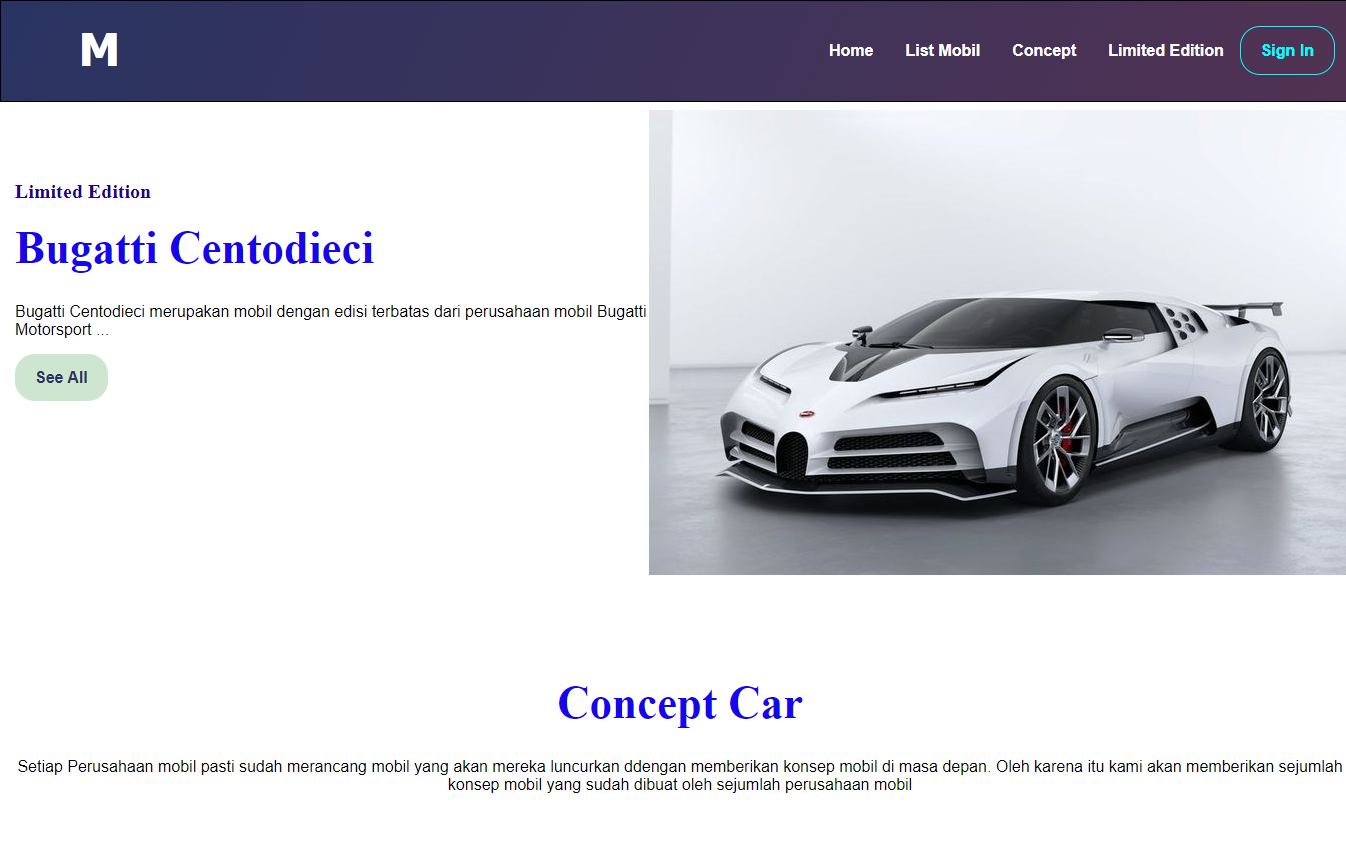 M
Home List Mobil Concept Limited Edition Sign In
Limited Edition
Bugatti Centodieci
Bugatti Centodieci merupakan mobil dengan edisi terbatas dari perusahaan mobil Bugatti
Motorsport ...
See All
Concept Car
Setiap Perusahaan mobil pasti sudah merancang mobil yang akan mereka luncurkan ddengan memberikan konsep mobil di masa depan. Oleh karena itu kami akan memberikan sejumlah
konsep mobil yang sudah dibuat oleh sejumlah perusahaan mobil